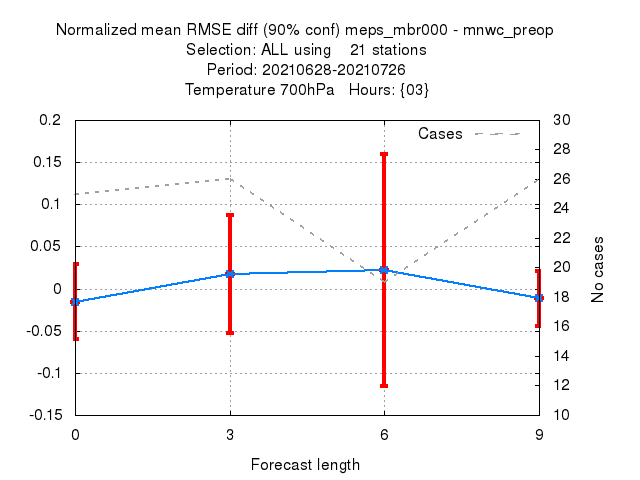 Normalized mean RMSE diff (90% conf) meps_mbr000 - mnwc_preop
Selection: ALL using    21 stations
Period: 20210628-20210726
Temperature 700hPa   Hours: {03}
Cases
0.2
0.15
0.1
0.05
0
-0.05
-0.1
-0.15
30
28
26
24
22
20
18
16
14
12
10
No cases
0 3 6 9
Forecast length